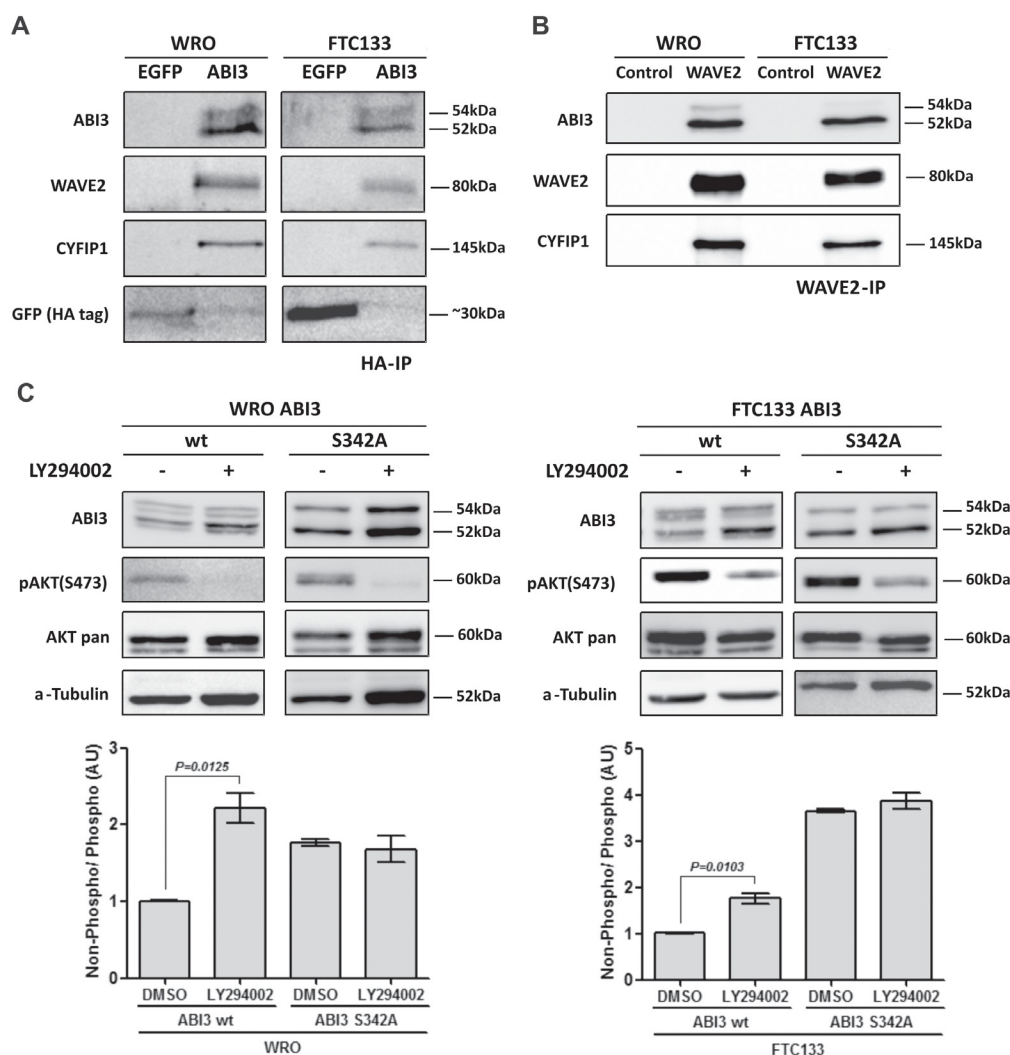 A
WRO FTC133
EGFP ABI3 EGFP ABI3
ABI3 54kDa
52kDa
WAVE2 80kDa
CYFIP1 145kDa
GFP (HA tag) ~30kDa
HA-IP
B
WRO FTC133
Control WAVE2 Control WAVE2
ABI3 54kDa
52kDa
WAVE2 80kDa
CYFIP1 145kDa
WAVE2-IP
C
WRO ABI3
wt S342A
LY294002 - + - +
ABI3 54kDa
52kDa
pAKT(S473) 60kDa
AKT pan 60kDa
a-Tubulin 52kDa
Non-Phospho/ Phospho (AU)
3
2
1
0
P=0.0125
DMSO LY294002 DMSO LY294002
ABI3 wt ABI3 S342A
WRO
FTC133 ABI3
wt S342A
LY294002 - + - +
ABI3 54kDa
52kDa
pAKT(S473) 60kDa
AKT pan 60kDa
a-Tubulin 52kDa
Non-Phospho/ Phospho (AU)
5
4
3
2
1
0
P=0.0103
DMSO LY294002 DMSO LY294002
ABI3 wt ABI3 S342A
FTC133